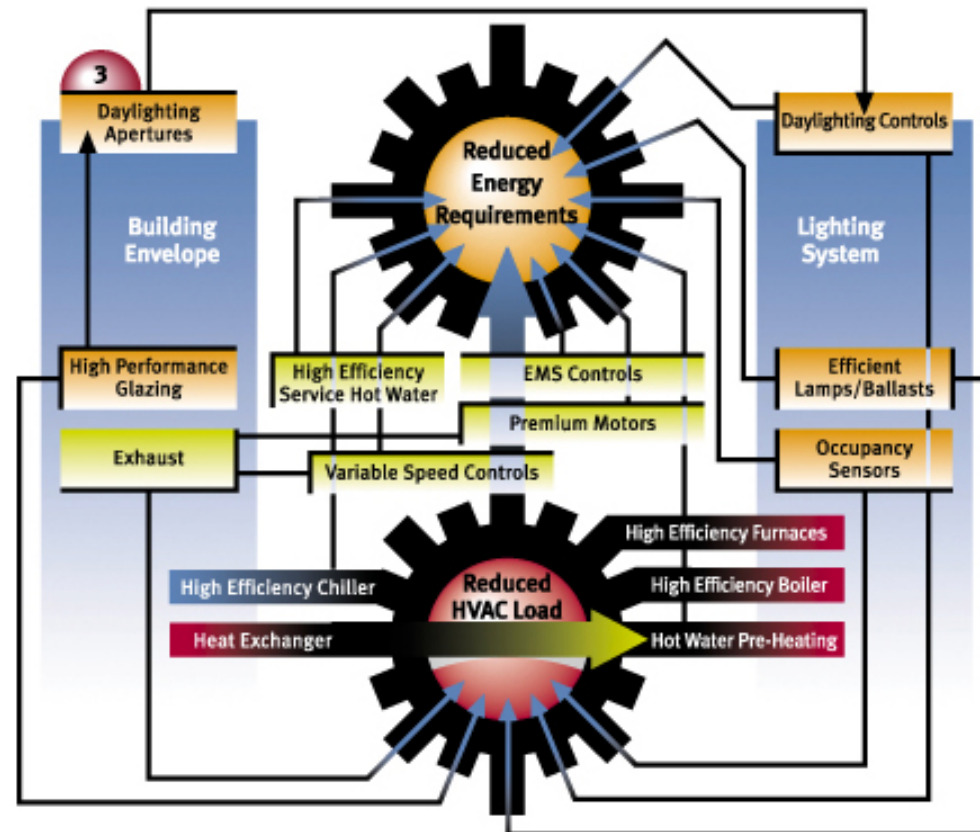 3
Daylighting
Apertures
Reduced
Energy
Requirements
Daylighting Controls
Building
Envelope
Lighting
System
High Performance
Glazing
High Efficiency
Service Hot Water
EMS Controls
Efficient
Lamps/Ballasts
Premium Motors
Exhaust
Variable Speed Controls
Occupancy
Sensors
High Efficiency Furnaces
High Efficiency Chiller
Reduced
HVAC Load
High Efficiency Boiler
Heat Exchanger
Hot Water Pre-Heating